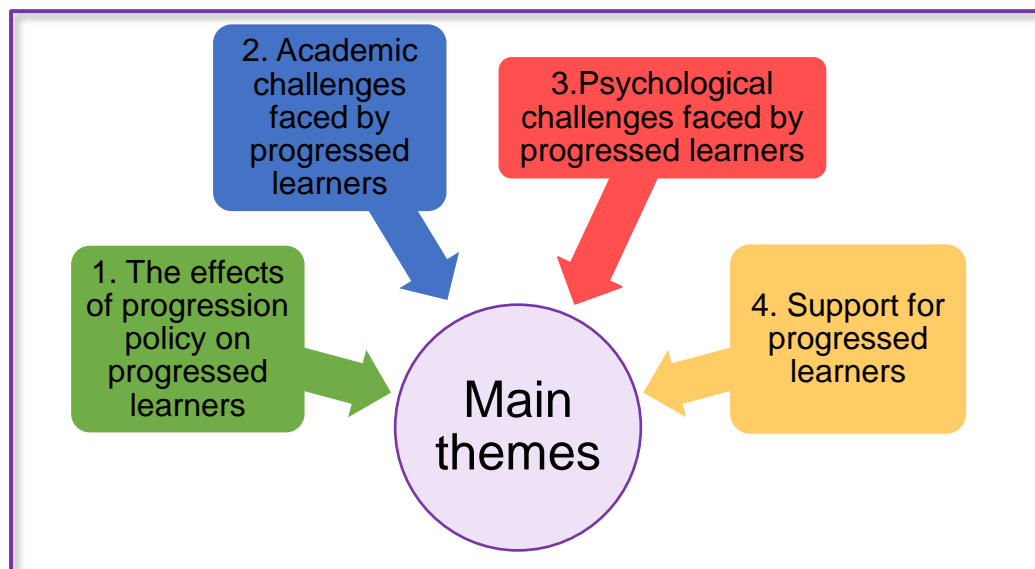 1. The effects
of progression
policy on
progressed
learners
2. Academic
challenges
faced by
progressed
learners
3.Psychological
challenges faced by
progressed learners
4. Support for
progressed
learners
Main
themes